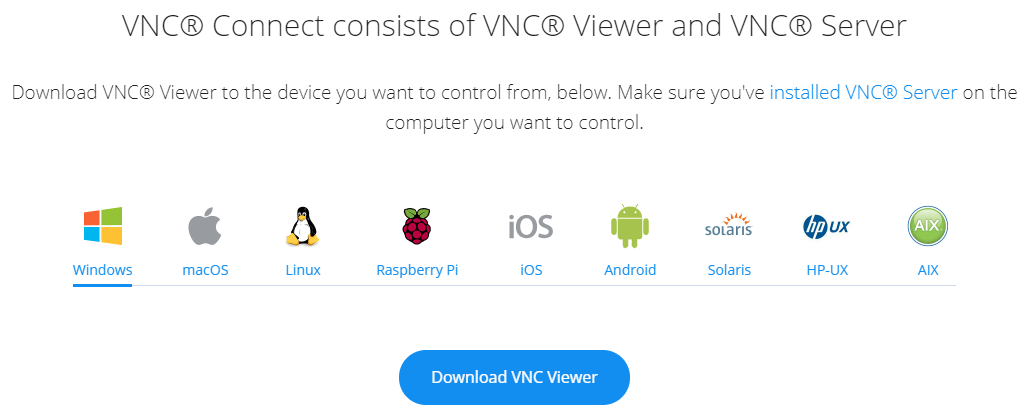 VNC® Connect consists of VNC® Viewer and VNC® Server
Download VNC® Viewer to the device you want to control from, below. Make sure you've installed VNC® Server on the
computer you want to control.
iOS
solaris
hp UX
AIX
Windows
macOS
Linux
Raspberry Pi
iOS
Android
Solaris
HP-UX
AIX
Download VNC Viewer